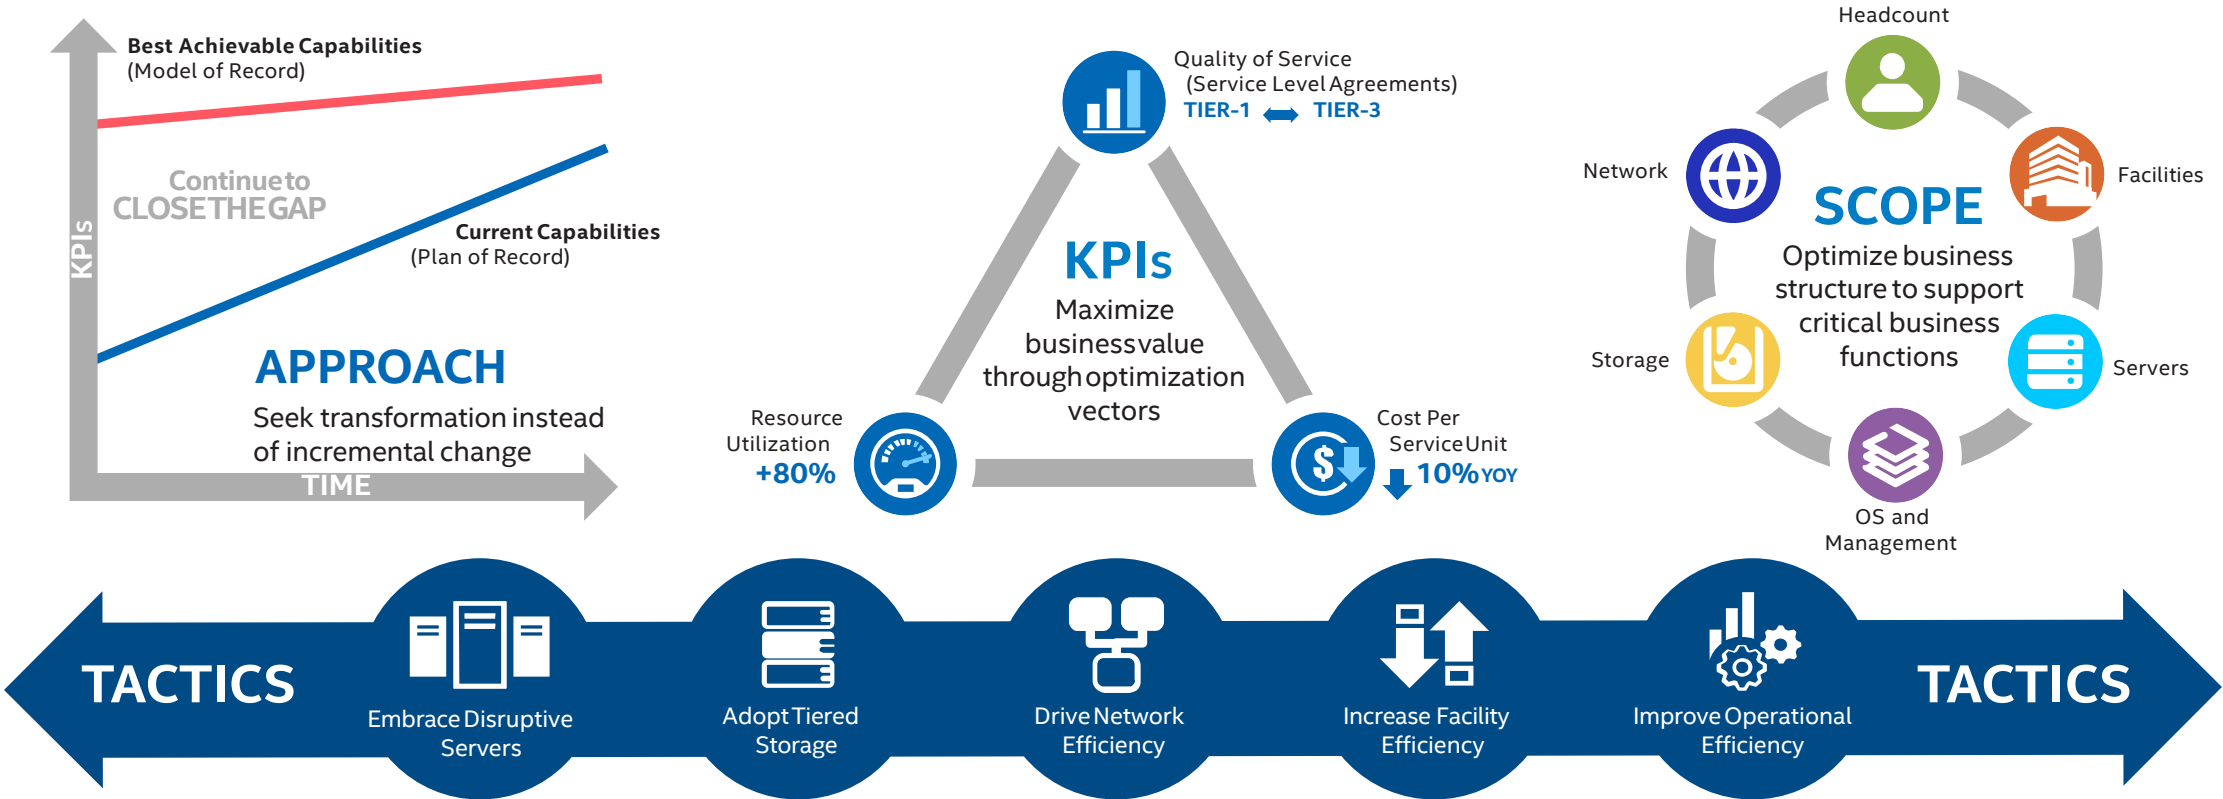 Best Achievable Capabilities
(Model of Record)
Continue to
CLOSE THE GAP
KPIs
Current Capabilities
(Plan of Record)
APPROACH
Seek transformation instead
of incremental change
TIME
Quality of Service
(Service Level Agreements)
TIER-1 TIER-3
KPIs
Maximize
business value
through optimization
vectors
Resource
Utilization
+80%
$
Cost Per
Service Unit
10% YOY
Headcount
Network
Facilities
SCOPE
Optimize business
structure to support
critical business
functions
Storage
Servers
OS and
Management
TACTICS
Embrace Disruptive
Servers
Adopt Tiered
Storage
Drive Network
Efficiency
Increase Facility
Efficiency
Improve Operational
Efficiency
TACTICS